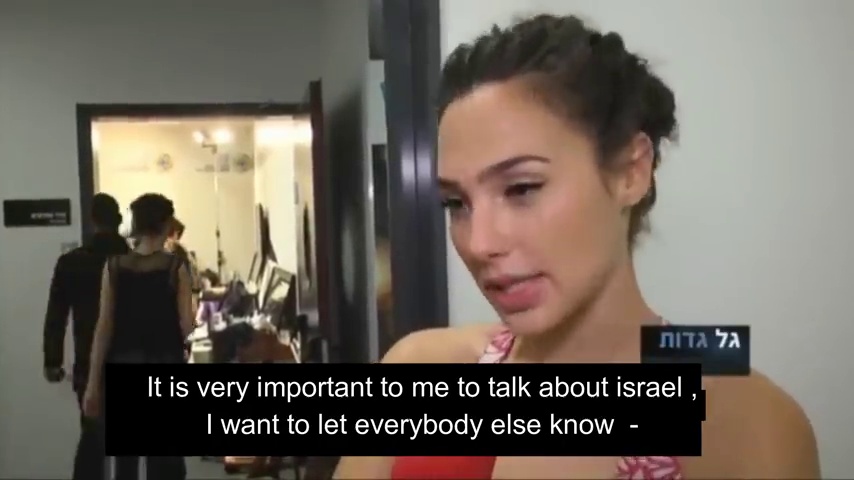 גל גדות
It is very important to me to talk about israel ,
I want to let everybody else know -